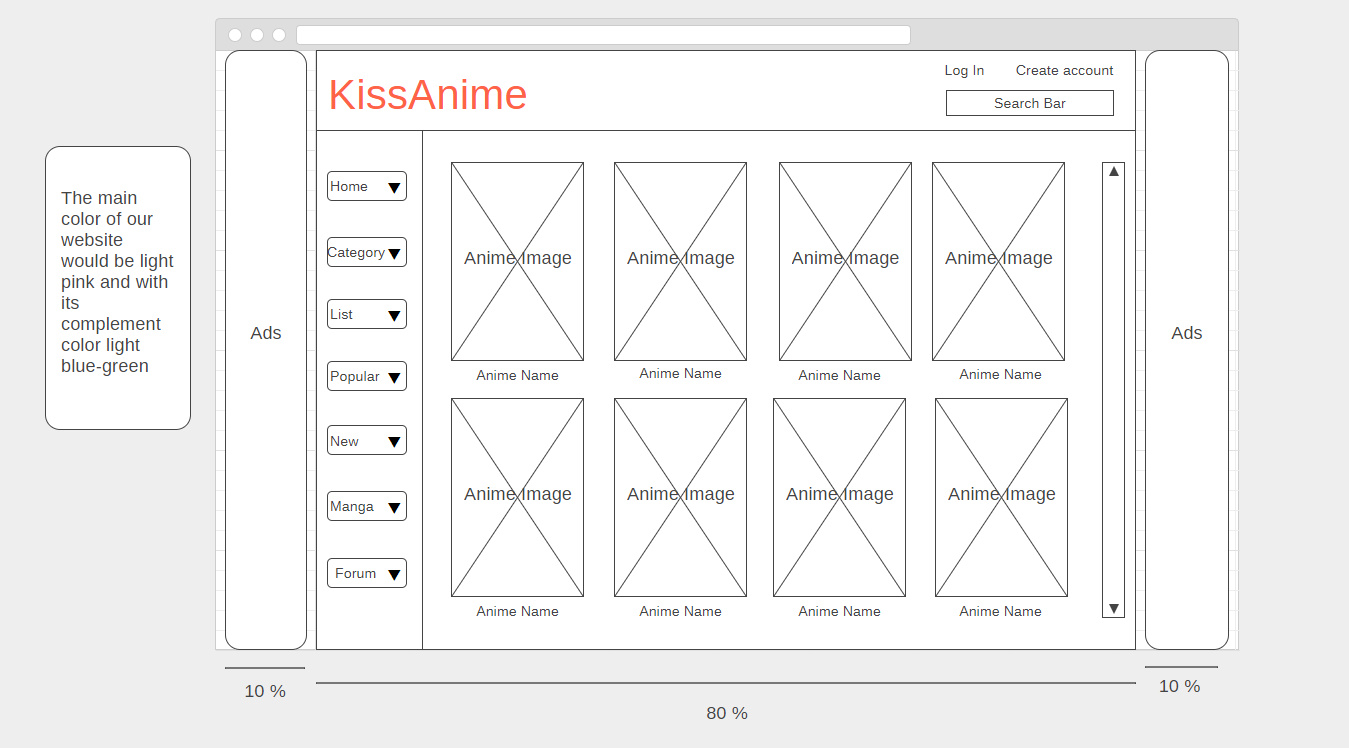 KissAnime
Log In
Create account
Search Bar
The main
color of our
website
would be light
pink and with
its
complement
color light
blue-green
Ads
Home
Category
List
Popular
New
Manga
Forum
Anime Image
Anime Image
Anime Image
Anime Image
Anime Name
Anime Name
Anime Name
Anime Name
Anime Image
Anime Image
Anime Image
Anime Image
Anime Name
Anime Name
Anime Name
Anime Name
Ads
10 %
80 %
10 %